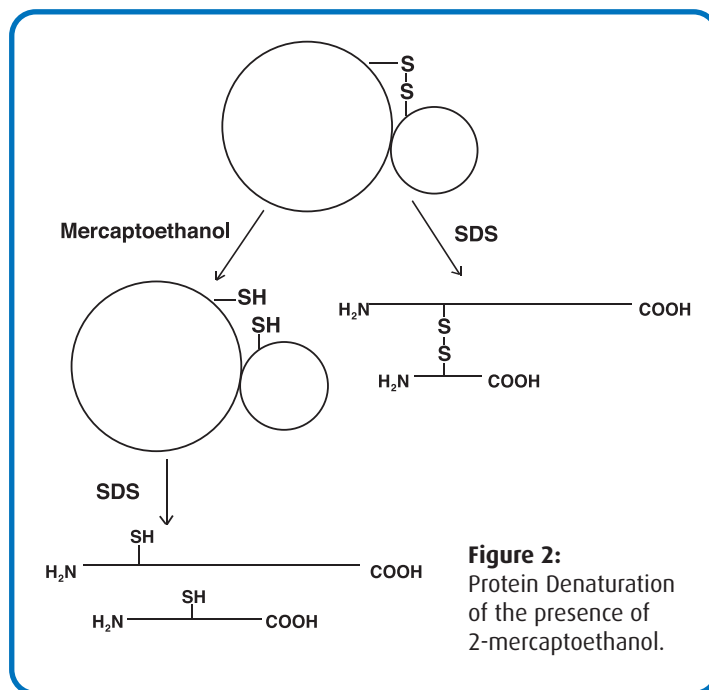 S
S
Mercaptoethanol
SDS
SH
SH
H₂N COOH
S
S
H₂N COOH
SDS
SH
H₂N COOH
SH
H₂N COOH
Figure 2:
Protein Denaturation
of the presence of
2-mercaptoethanol.